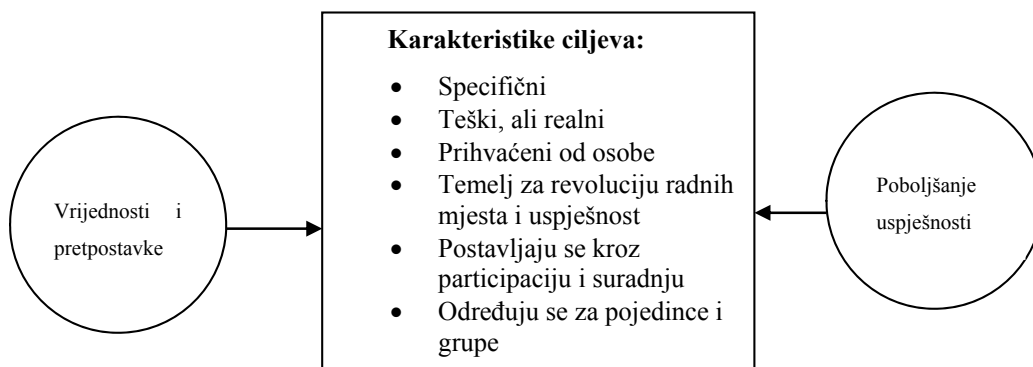 Karakteristike ciljeva:
• Specifični
• Teški, ali realni
• Prihvaćeni od osobe
• Temelj za revoluciju radnih
mjesta i uspješnost
• Postavljaju se kroz
participaciju i suradnju
• Određuju se za pojedince i
grupe
Vrijednosti i
pretpostavke
Poboljšanje
uspješnosti